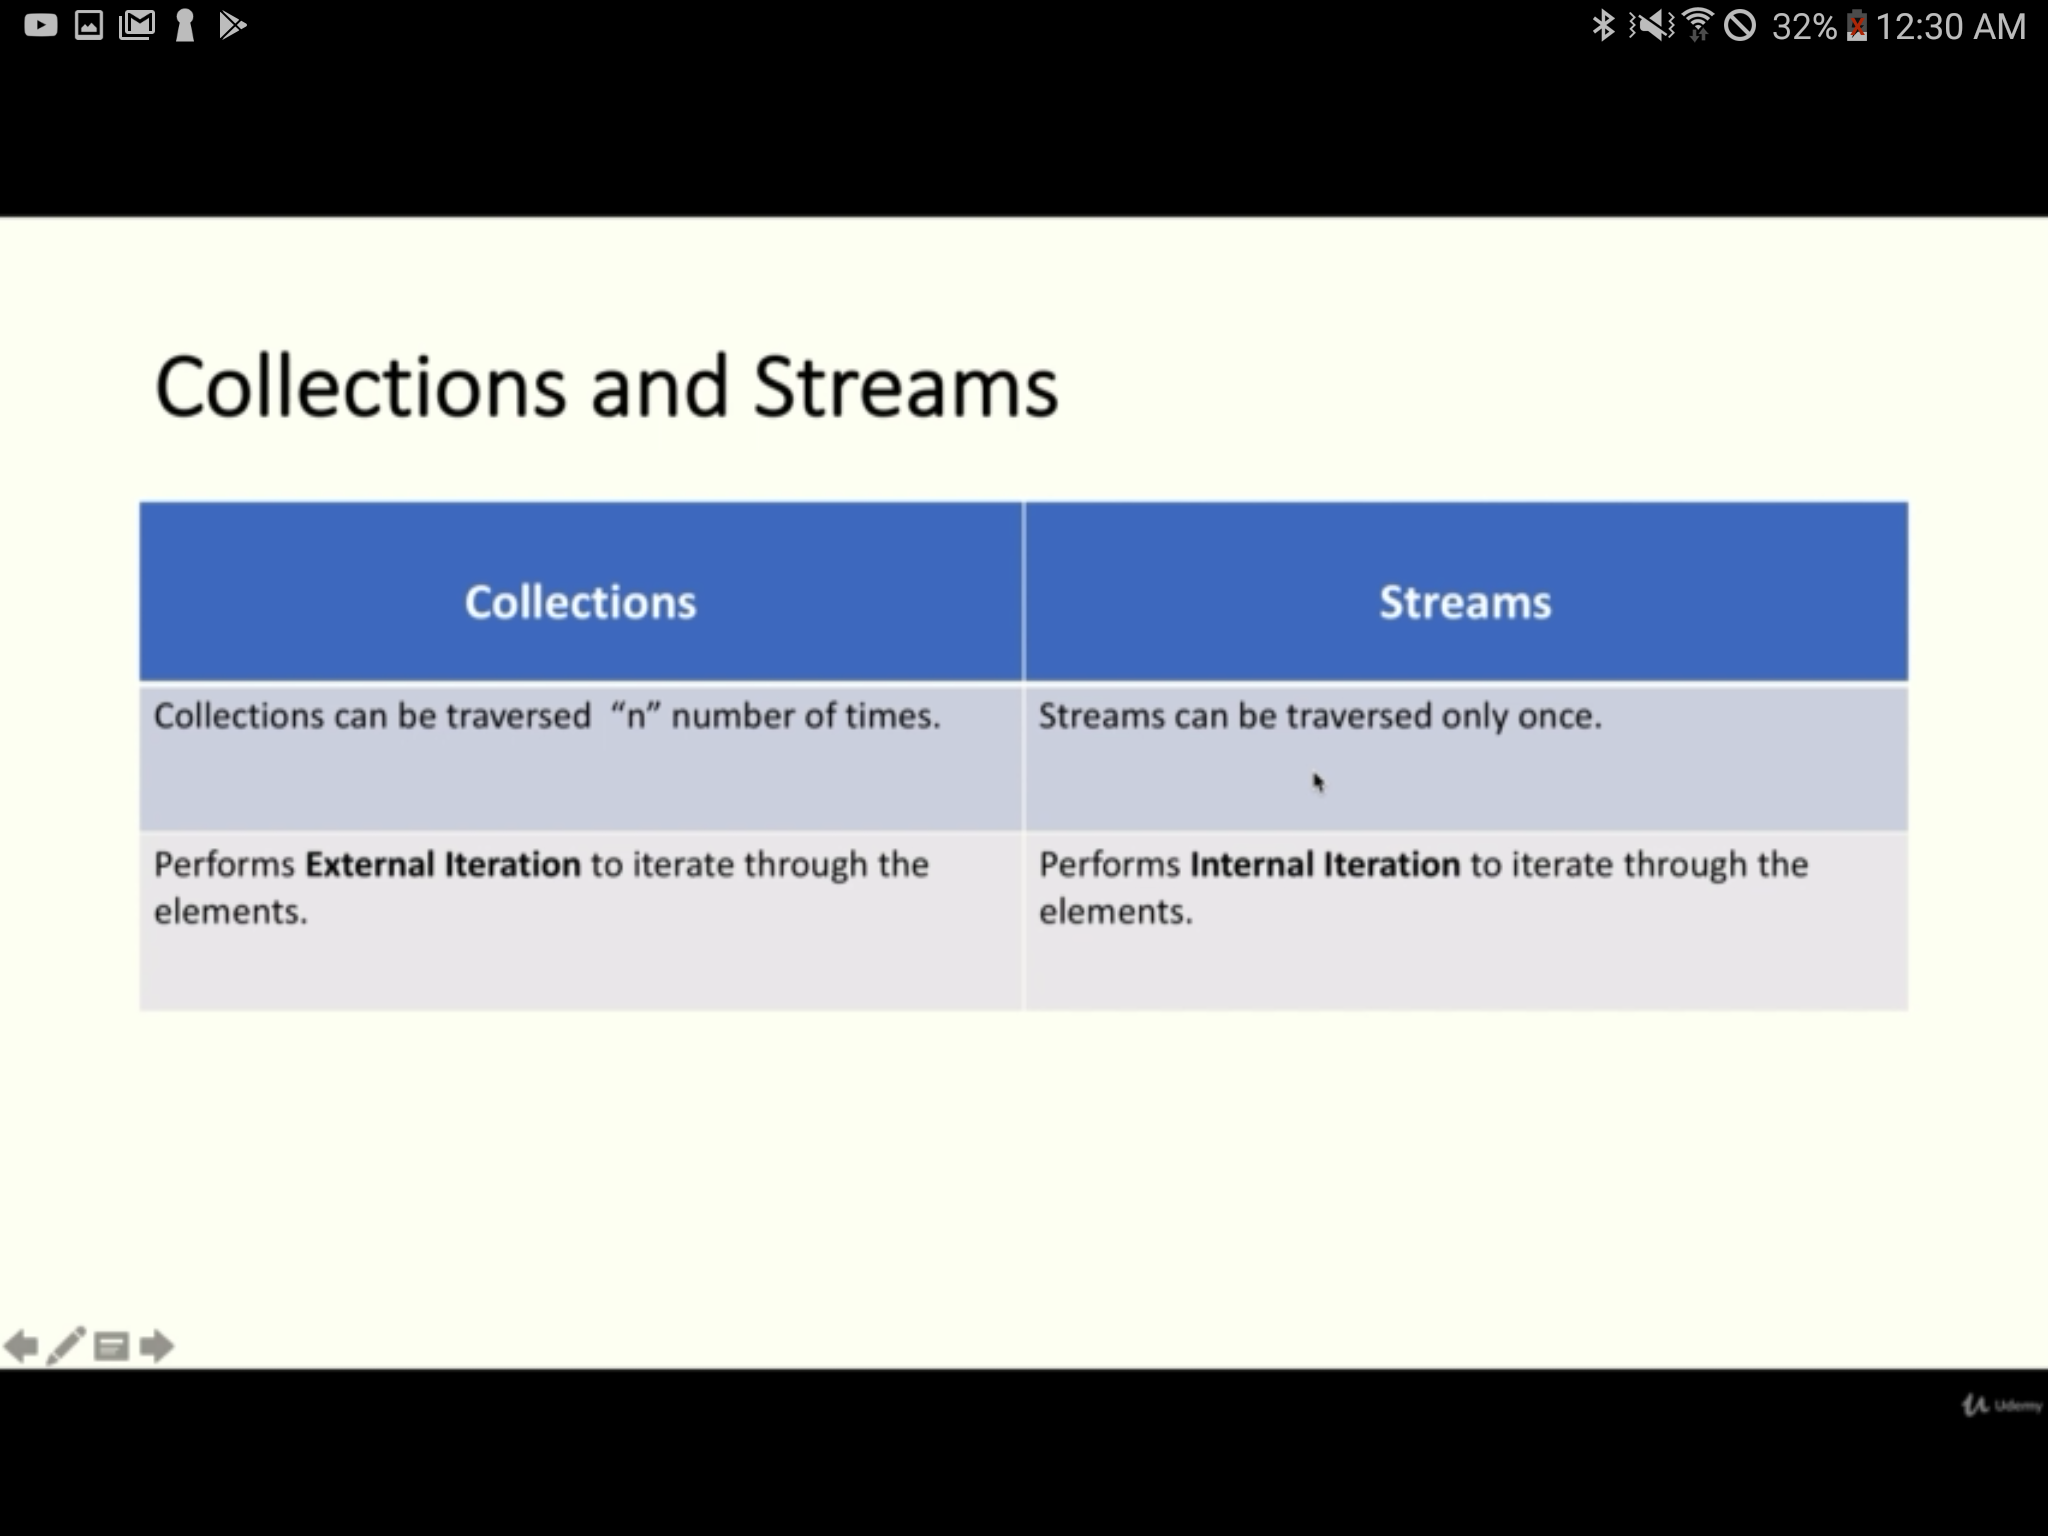 32% 12:30 AM
Collections and Streams
Collections
Streams
Collections can be traversed “n” number of times.
Streams can be traversed only once.
Performs External Iteration to iterate through the
elements.
Performs Internal Iteration to iterate through the
elements.
Udemy